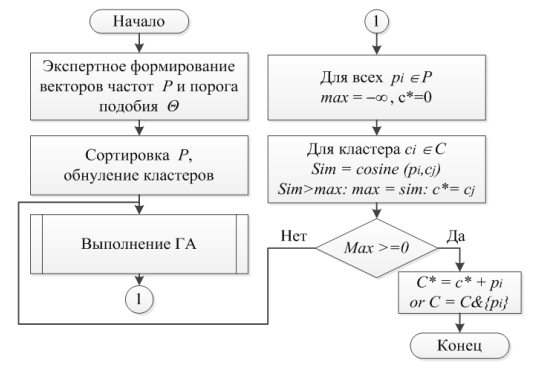 Начало
Экспертное формирование
векторов частот P и порога
подобия Θ
Сортировка P,
обнуление кластеров
Выполнение ГА
1
1
Для всех pi ∈ P
max = −∞, c*=0
Для кластера ci ∈ C
Sim = cosine (pi,cj)
Sim>max: max = sim: c*= cj
Нет
Max >=0
Да
C* = c* + pi
or C = C&{pi}
Конец